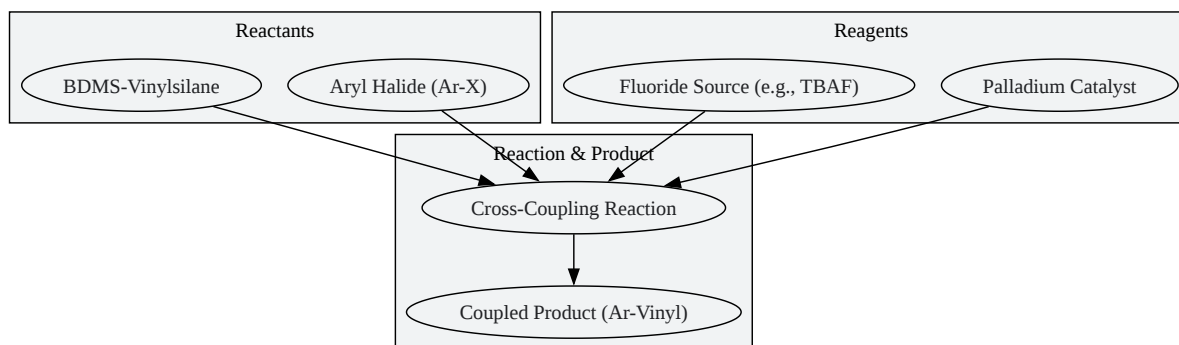 Reactants
Reagents
BDMS-Vinylsilane
Aryl Halide (Ar-X)
Fluoride Source (e.g., TBAF)
Palladium Catalyst
Reaction & Product
Cross-Coupling Reaction
Coupled Product (Ar-Vinyl)